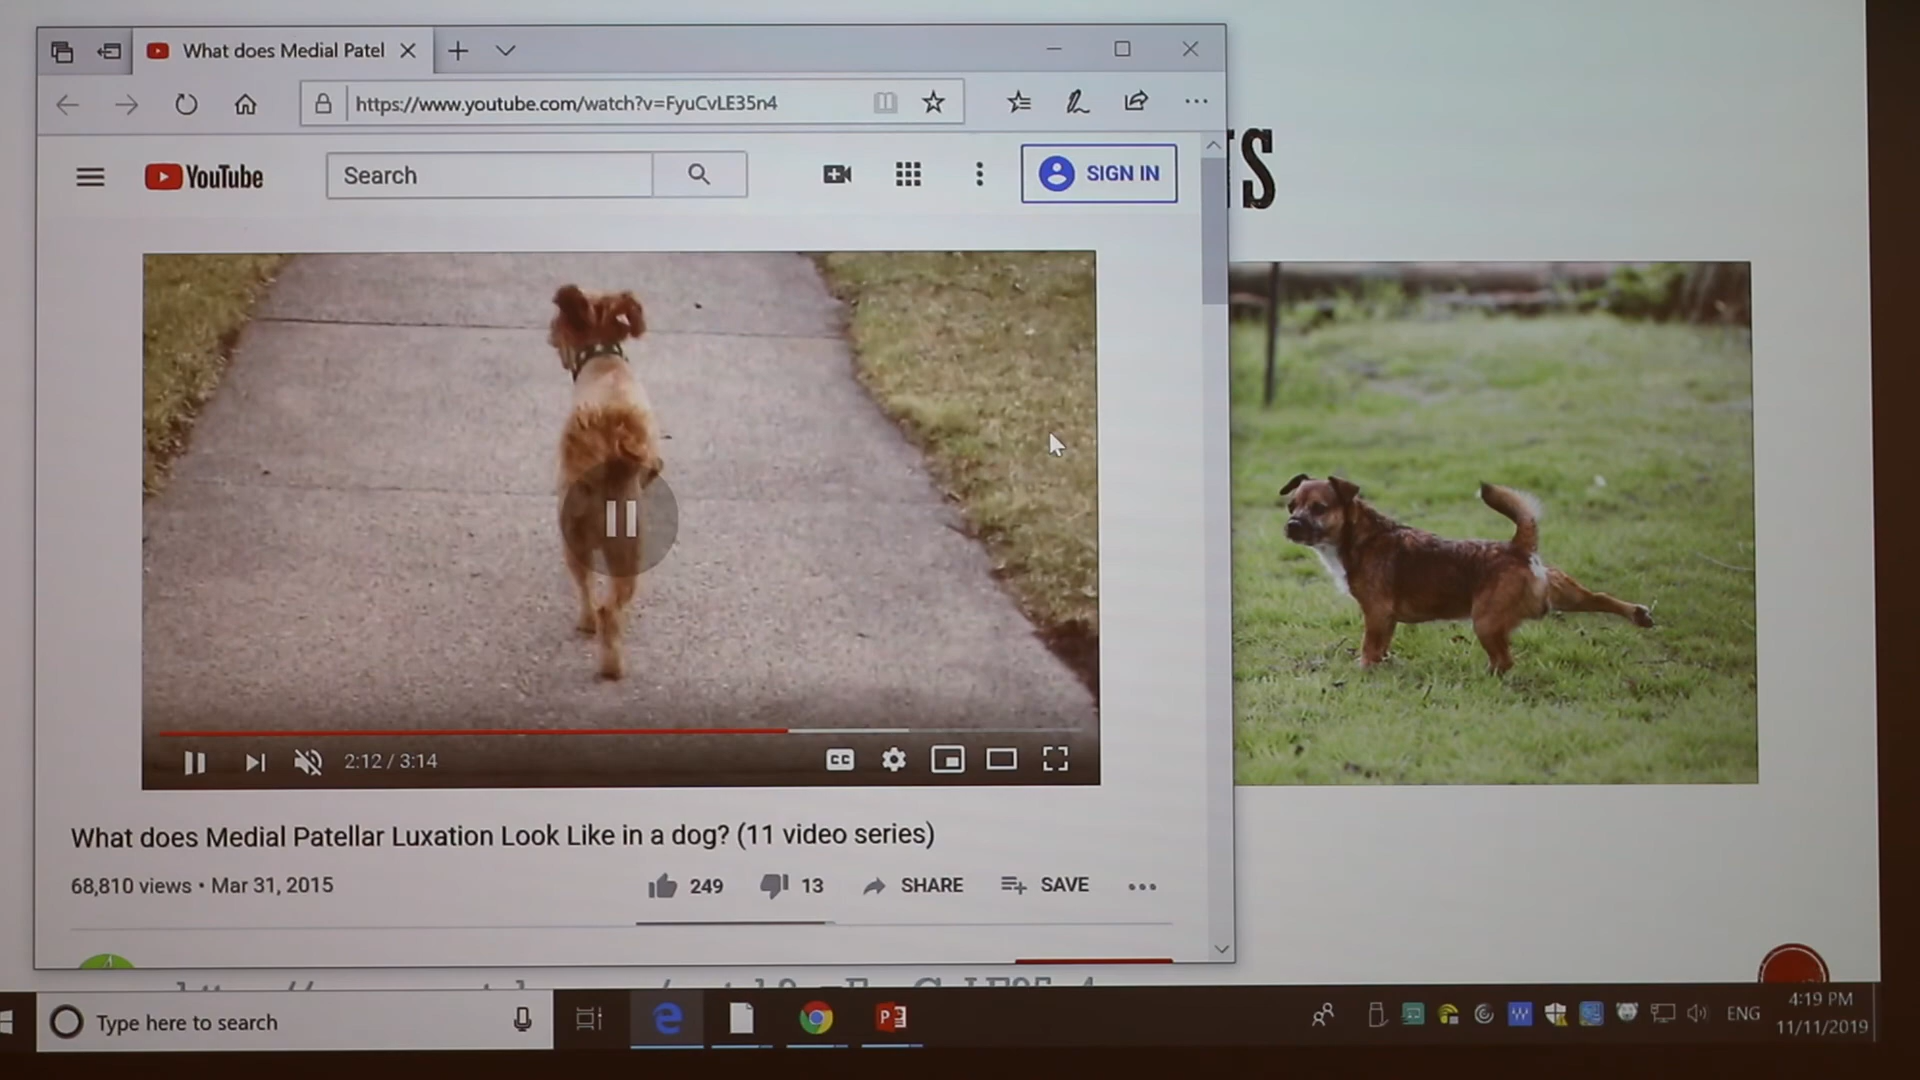 What does Medial Patel
https://www.youtube.com/watch?v=FyuCvLE35n4
YouTube
Search
SIGN IN
S
CC
2:12 / 3:14
What does Medial Patellar Luxation Look Like in a dog? (11 video series)
68,810 views • Mar 31, 2015
249
13
SHARE
SAVE
Type here to search
ENG
4:19 PM
11/11/2019